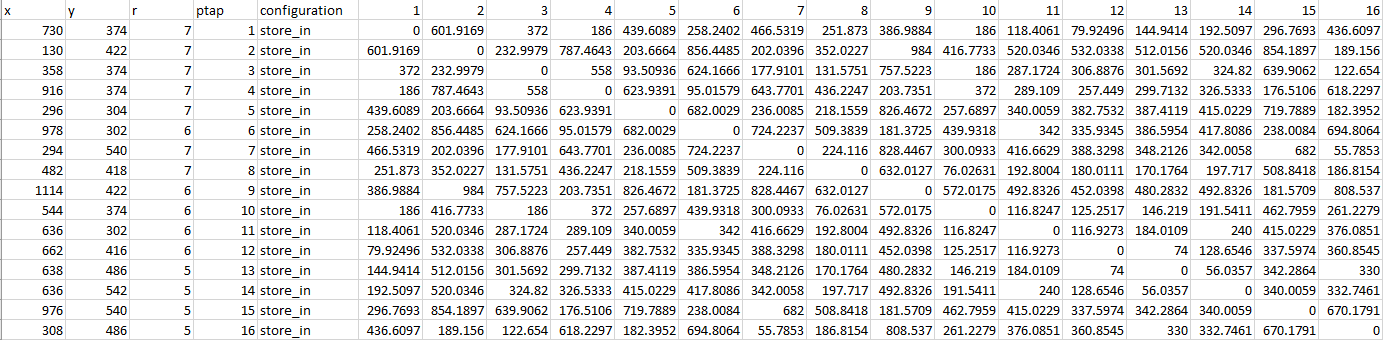 x y r ptap configuration 1 2 3 4 5 6 7 8 9 10 11 12 13 14 15 16
730 374 7 1 store_in 0 601.9169 372 186 439.6089 258.2402 466.5319 251.873 386.9884 186 118.4061 79.92496 144.9414 192.5097 296.7693 436.6097
130 422 7 2 store_in 601.9169 0 232.9979 787.4643 203.6664 856.4485 202.0396 352.0227 984 416.7733 520.0346 532.0338 512.0156 520.0346 854.1897 189.156
358 374 7 3 store_in 372 232.9979 0 558 93.50936 624.1666 177.9101 131.5751 757.5223 186 287.1724 306.8876 301.5692 324.82 639.9062 122.654
916 374 7 4 store_in 186 787.4643 558 0 623.9391 95.01579 643.7701 436.2247 203.7351 372 289.109 257.449 299.7132 326.5333 176.5106 618.2297
296 304 7 5 store_in 439.6089 203.6664 93.50936 623.9391 0 682.0029 236.0085 218.1559 826.4672 257.6897 340.0059 382.7532 387.4119 415.0229 719.7889 182.3952
978 302 6 6 store_in 258.2402 856.4485 624.1666 95.01579 682.0029 0 724.2237 509.3839 181.3725 439.9318 342 335.9345 386.5954 417.8086 238.0084 694.8064
294 540 7 7 store_in 466.5319 202.0396 177.9101 643.7701 236.0085 724.2237 0 224.116 828.4467 300.0933 416.6629 388.3298 348.2126 342.0058 682 55.7853
482 418 7 8 store_in 251.873 352.0227 131.5751 436.2247 218.1559 509.3839 224.116 0 632.0127 76.02631 192.8004 180.0111 170.1764 197.717 508.8418 186.8154
1114 422 6 9 store_in 386.9884 984 757.5223 203.7351 826.4672 181.3725 828.4467 632.0127 0 572.0175 492.8326 452.0398 480.2832 492.8326 181.5709 808.537
544 374 6 10 store_in 186 416.7733 186 372 257.6897 439.9318 300.0933 76.02631 572.0175 0 116.8247 125.2517 146.219 191.5411 462.7959 261.2279
636 302 6 11 store_in 118.4061 520.0346 287.1724 289.109 340.0059 342 416.6629 192.8004 492.8326 116.8247 0 116.9273 184.0109 240 415.0229 376.0851
662 416 6 12 store_in 79.92496 532.0338 306.8876 257.449 382.7532 335.9345 388.3298 180.0111 452.0398 125.2517 116.9273 0 74 128.6546 337.5974 360.8545
638 486 5 13 store_in 144.9414 512.0156 301.5692 299.7132 387.4119 386.5954 348.2126 170.1764 480.2832 146.219 184.0109 74 0 56.0357 342.2864 330
636 542 5 14 store_in 192.5097 520.0346 324.82 326.5333 415.0229 417.8086 342.0058 197.717 492.8326 191.5411 240 128.6546 56.0357 0 340.0059 332.7461
976 540 5 15 store_in 296.7693 854.1897 639.9062 176.5106 719.7889 238.0084 682 508.8418 181.5709 462.7959 415.0229 337.5974 342.2864 340.0059 0 670.1791
308 486 5 16 store_in 436.6097 189.156 122.654 618.2297 182.3952 694.8064 55.7853 186.8154 808.537 261.2279 376.0851 360.8545 330 332.7461 670.1791 0